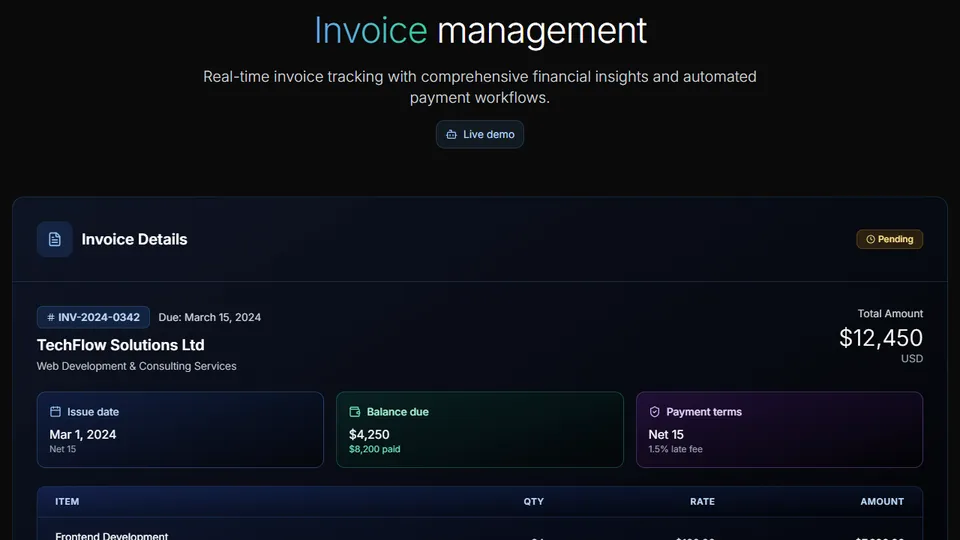 Invoice management
Real-time invoice tracking with comprehensive financial insights and automated
payment workflows.
Live demo
Invoice Details
Pending
# INV-2024-0342
Due: March 15, 2024
Total Amount
TechFlow Solutions Ltd
$12,450
Web Development & Consulting Services
USD
Issue date
Mar 1, 2024
Net 15
Balance due
$4,250
$8,200 paid
Payment terms
Net 15
1.5% late fee
ITEM QTY RATE AMOUNT
Frontend Development